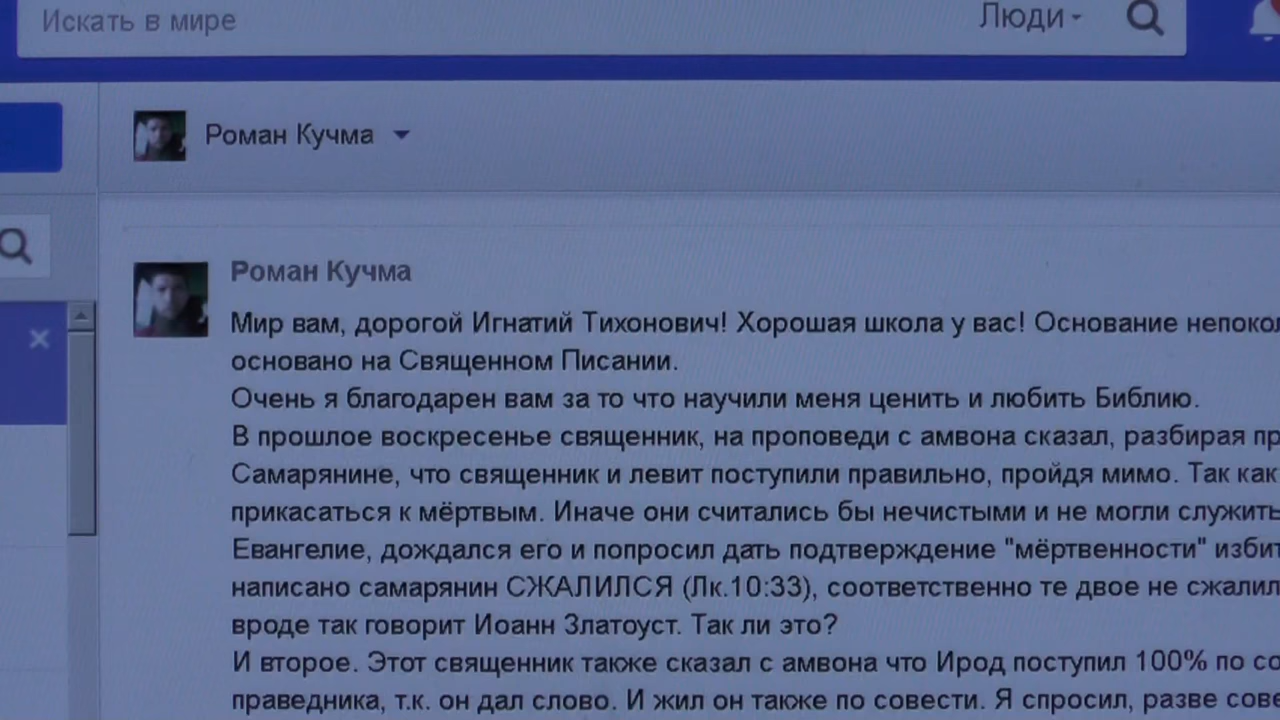 Искать в мире
Люди
Роман Кучма
Роман Кучма
Мир вам, дорогой Игнатий Тихонович! Хорошая школа у вас! Основание
основано на Священном Писании.
Очень я благодарен вам за то что научили меня ценить и любить Библию.
В прошлое воскресенье священник, на проповеди с амвона сказал, разбирая
Самарянине, что священник и левит поступили правильно, пройдя мимо. Так как
прикасаться к мёртвым. Иначе они считались бы нечистыми и не могли служить
Евангелие, дождался его и попросил дать подтверждение "мёртвенности"
написано самарянин СЖАЛИЛСЯ (Лк.10:33), соответственно те двое не
вроде так говорит Иоанн Златоуст. Так ли это?
И второе. Этот священник также сказал с амвона что Ирод поступил 100% по
праведника, т.к. он дал слово. И жил он также по совести. Я спросил, разве